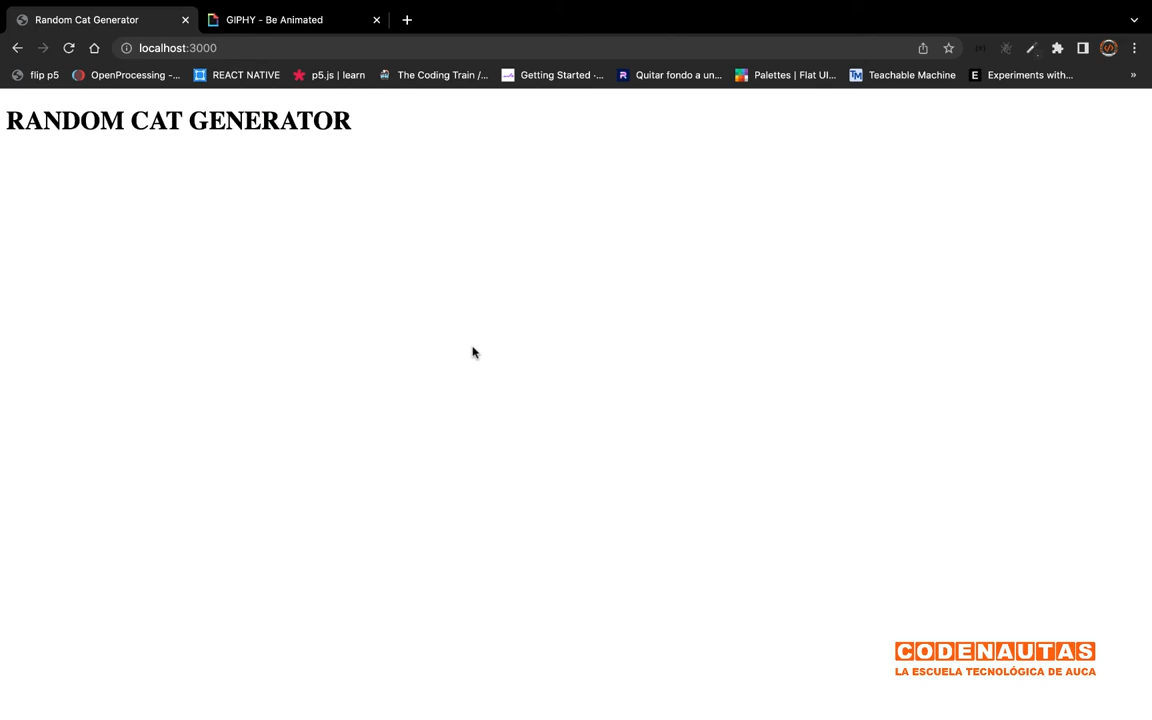 Random Cat Generator
GIPHY - Be Animated
localhost:3000
flip p5
OpenProcessing -...
REACT NATIVE
p5.js | learn
The Coding Train /...
Getting Started ·...
R
Quitar fondo a un...
Palettes | Flat UI...
TM
Teachable Machine
E
Experiments with...
»
RANDOM CAT GENERATOR
CODENAUTAS
LA ESCUELA TECNOLÓGICA DE AUCA